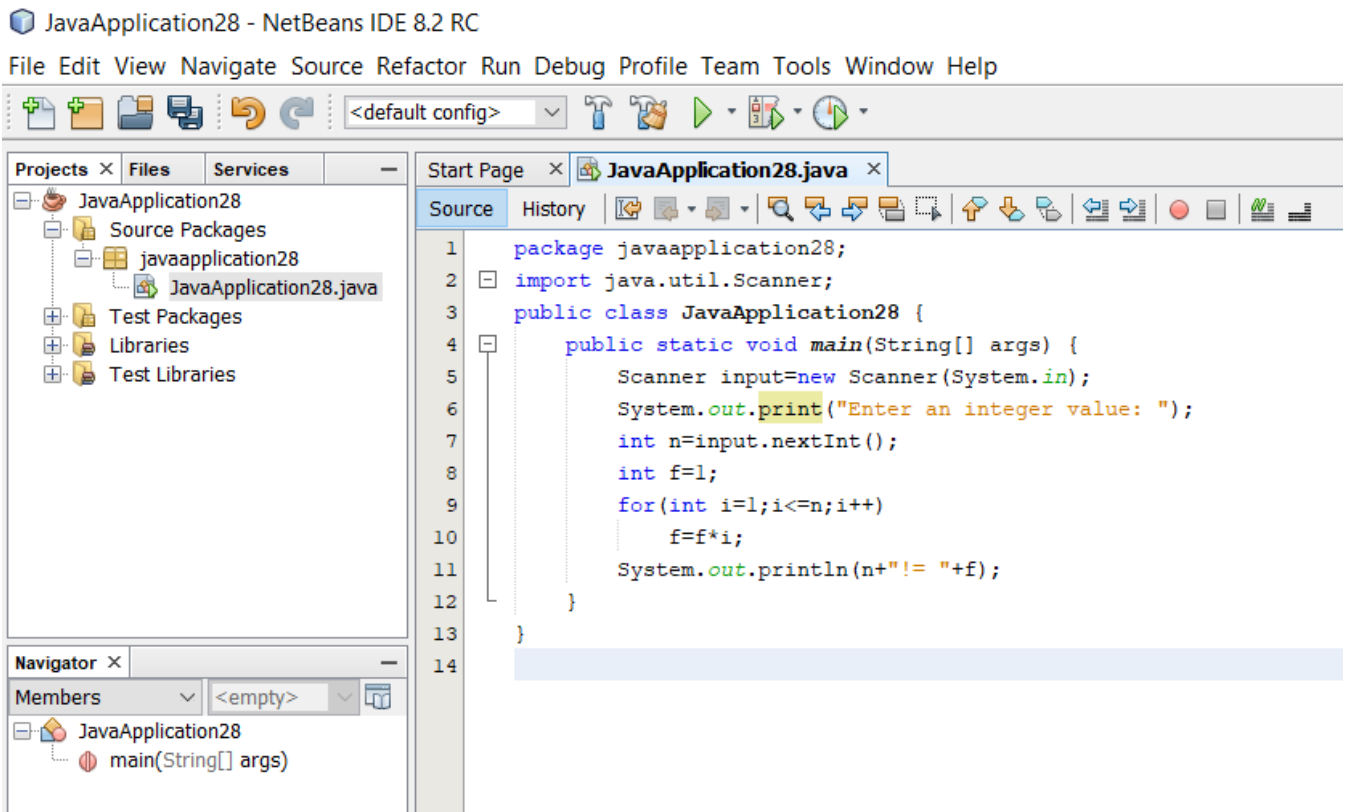 JavaApplication28 - NetBeans IDE 8.2 RC
File Edit View Navigate Source Refactor Run Debug Profile Team Tools Window Help
<default config>
Projects Files Services
JavaApplication28
Source Packages
javaapplication28
JavaApplication28.java
Test Packages
Libraries
Test Libraries
Navigator
Members <empty>
JavaApplication28
main(String[] args)
Start Page JavaApplication28.java
Source History
1 package javaapplication28;
2 import java.util.Scanner;
3 public class JavaApplication28 {
4 public static void main(String[] args) {
5 Scanner input=new Scanner(System.in);
6 System.out.print("Enter an integer value: ");
7 int n=input.nextInt();
8 int f=1;
9 for(int i=1;i<=n;i++)
10 f=f*i;
11 System.out.println(n+"!= "+f);
12 }
13 }
14